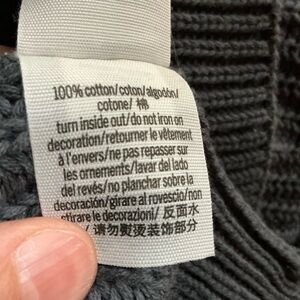 100% cotton/coton/algodón/
cotone/ 棉
turn inside out/do not iron on
decoration/retourner le vêtement
à l'envers/ne pas repasser sur
les ornements/lavar del lado
del revés/no planchar sobre la
decoración/girare al rovescio/non
stirare le decorazioni/ 反面水
/ 请勿熨烫装饰部分